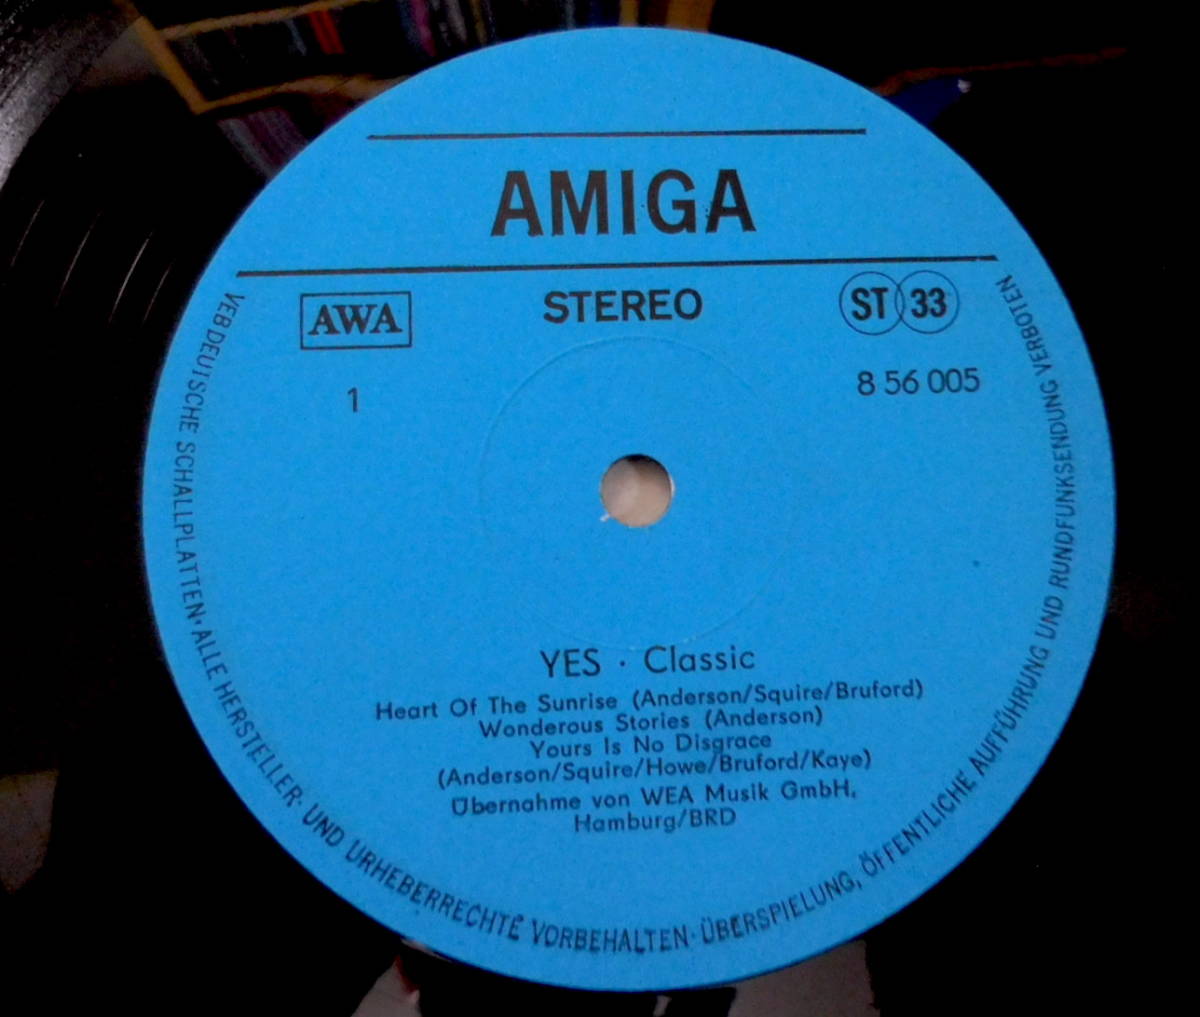 AMIGA
AWA
STEREO
ST 33
1
8 56 005
YES · Classic
Heart Of The Sunrise (Anderson/Squire/Bruford)
Wonderous Stories (Anderson)
Yours Is No Disgrace
(Anderson/Squire/Howe/Bruford/Kaye)
Übernahme von WEA Musik GmbH,
Hamburg/BRD
VEB DEUTSCHE SCHALLPLATTEN · ALLE HERSTELLER- UND URHEBERRECHTE VORBEHALTEN · ÜBERSPIELUNG, ÖFFENTLICHE AUFFÜHRUNG UND RUNDFUNKSENDUNG VERBOTEN